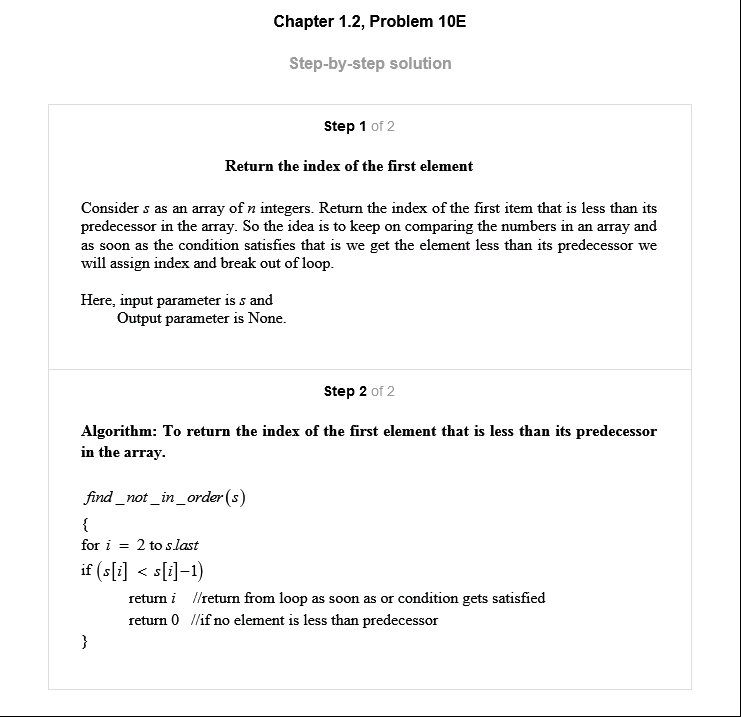 Chapter 1.2, Problem 10E
Step-by-step solution
Step 1 of 2
Return the index of the first element
Consider s as an array of n integers. Return the index of the first item that is less than its
predecessor in the array. So the idea is to keep on comparing the numbers in an array and
as soon as the condition satisfies that is we get the element less than its predecessor we
will assign index and break out of loop.
Here, input parameter is s and
Output parameter is None.
Step 2 of 2
Algorithm: To return the index of the first element that is less than its predecessor
in the array.
find_not_in_order(s)
{
for i = 2 to s.last
if (s[i] < s[i]-1)
return i //return from loop as soon as or condition gets satisfied
return 0 //if no element is less than predecessor
}